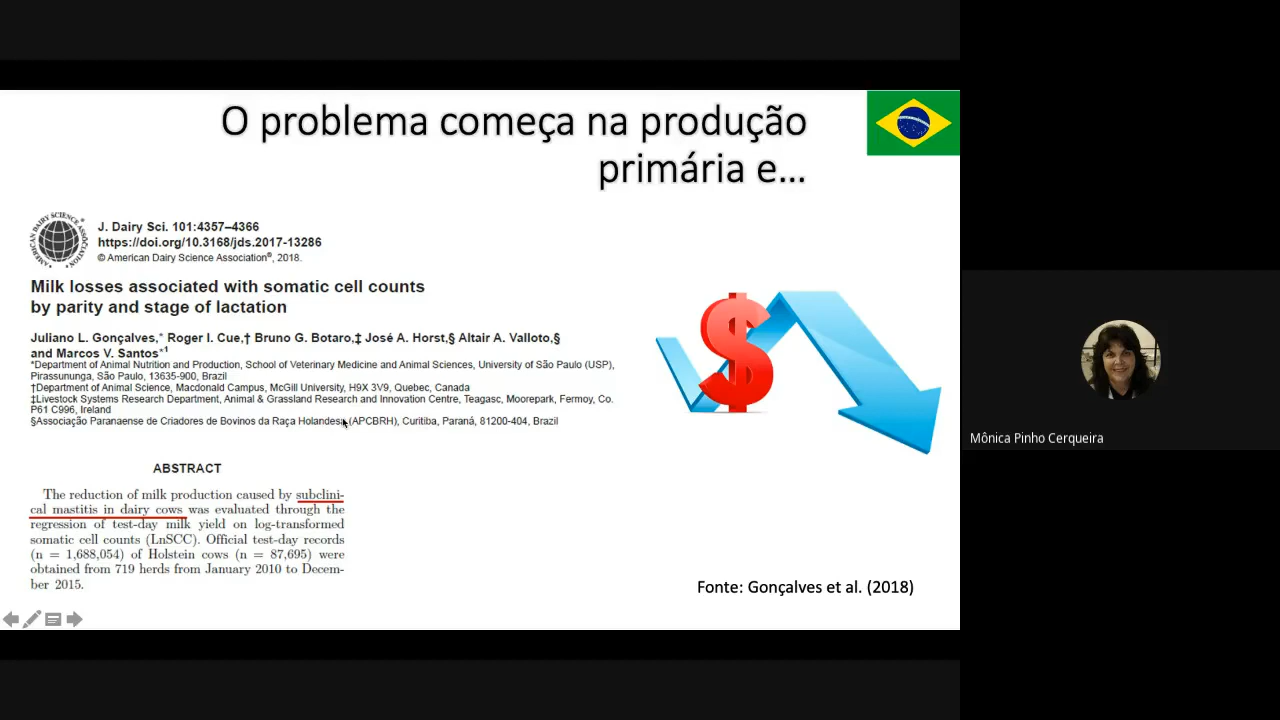 O problema começa na produção
primária e...
AMERICAN DAIRY SCIENCE ASSOCIATION®
J. Dairy Sci. 101:4357–4366
https://doi.org/10.3168/jds.2017-13286
© American Dairy Science Association®, 2018.
Milk losses associated with somatic cell counts
by parity and stage of lactation
Juliano L. Gonçalves,* Roger I. Cue,† Bruno G. Botaro,‡ José A. Horst,§ Altair A. Valloto,§
and Marcos V. Santos*¹
*Department of Animal Nutrition and Production, School of Veterinary Medicine and Animal Sciences, University of São Paulo (USP),
Pirassununga, São Paulo, 13635-900, Brazil
†Department of Animal Science, Macdonald Campus, McGill University, H9X 3V9, Quebec, Canada
‡Livestock Systems Research Department, Animal & Grassland Research and Innovation Centre, Teagasc, Moorepark, Fermoy, Co.
P61 C996, Ireland
§Associação Paranaense de Criadores de Bovinos da Raça Holandesa (APCBRH), Curitiba, Paraná, 81200-404, Brazil
ABSTRACT
The reduction of milk production caused by subclini-
cal mastitis in dairy cows was evaluated through the
regression of test-day milk yield on log-transformed
somatic cell counts (LnSCC). Official test-day records
(n = 1,688,054) of Holstein cows (n = 87,695) were
obtained from 719 herds from January 2010 to Decem-
ber 2015.
$
Fonte: Gonçalves et al. (2018)
Mônica Pinho Cerqueira